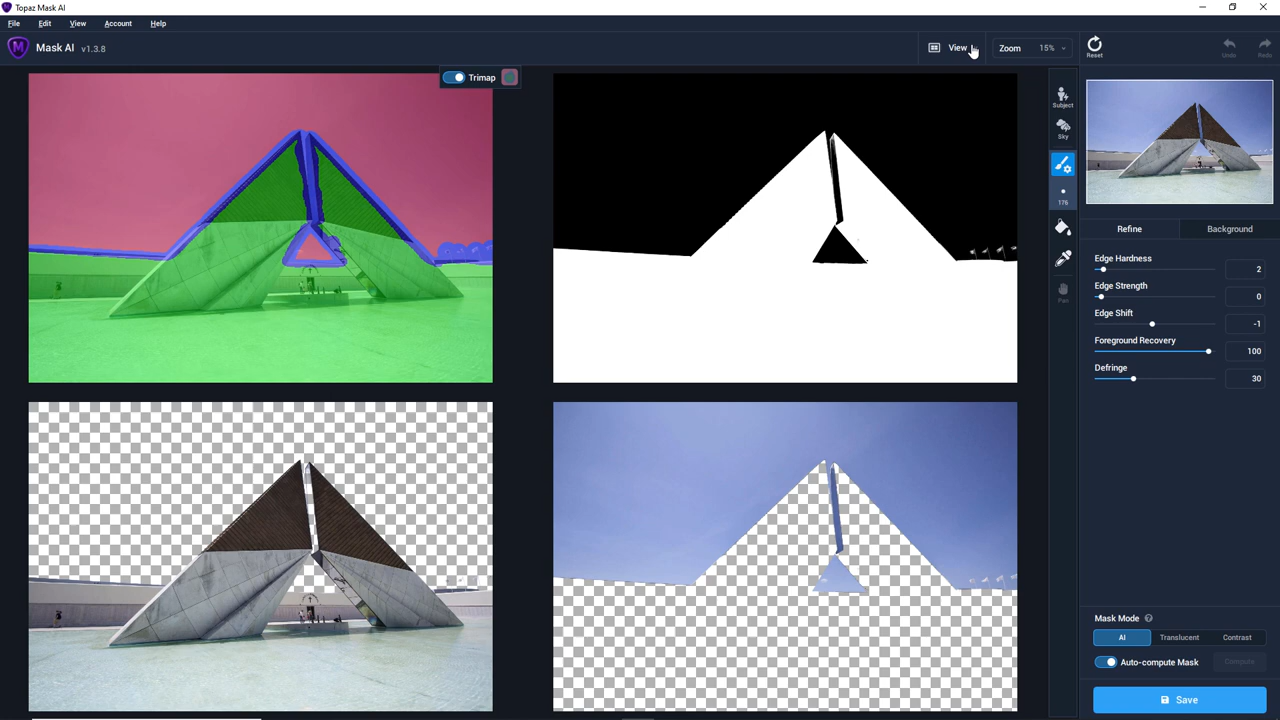 Topaz Mask AI
File Edit View Account Help
Mask AI v1.3.8
View
Zoom 15%
Reset
Undo
Redo
Trimap
Subject
Sky
176
Pan
Refine
Background
Edge Hardness
2
Edge Strength
0
Edge Shift
-1
Foreground Recovery
100
Defringe
30
Mask Mode ?
AI
Translucent
Contrast
Auto-compute Mask
Compute
Save